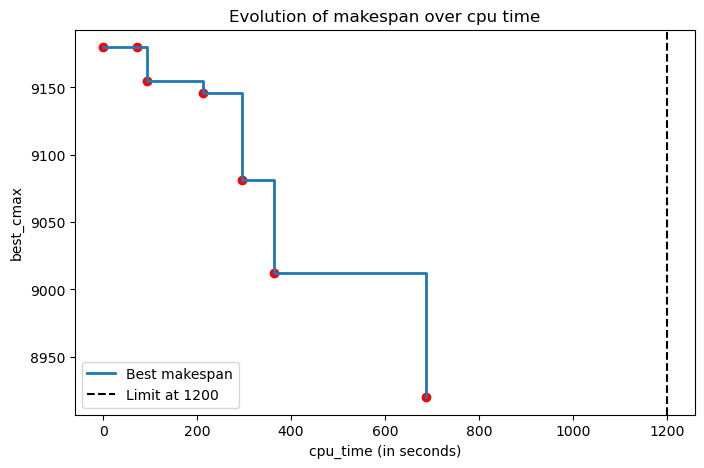 Evolution of makespan over cpu time
best_cmax
9150
9100
9050
9000
8950
Best makespan
Limit at 1200
0
200
400
600
800
1000
1200
cpu_time (in seconds)